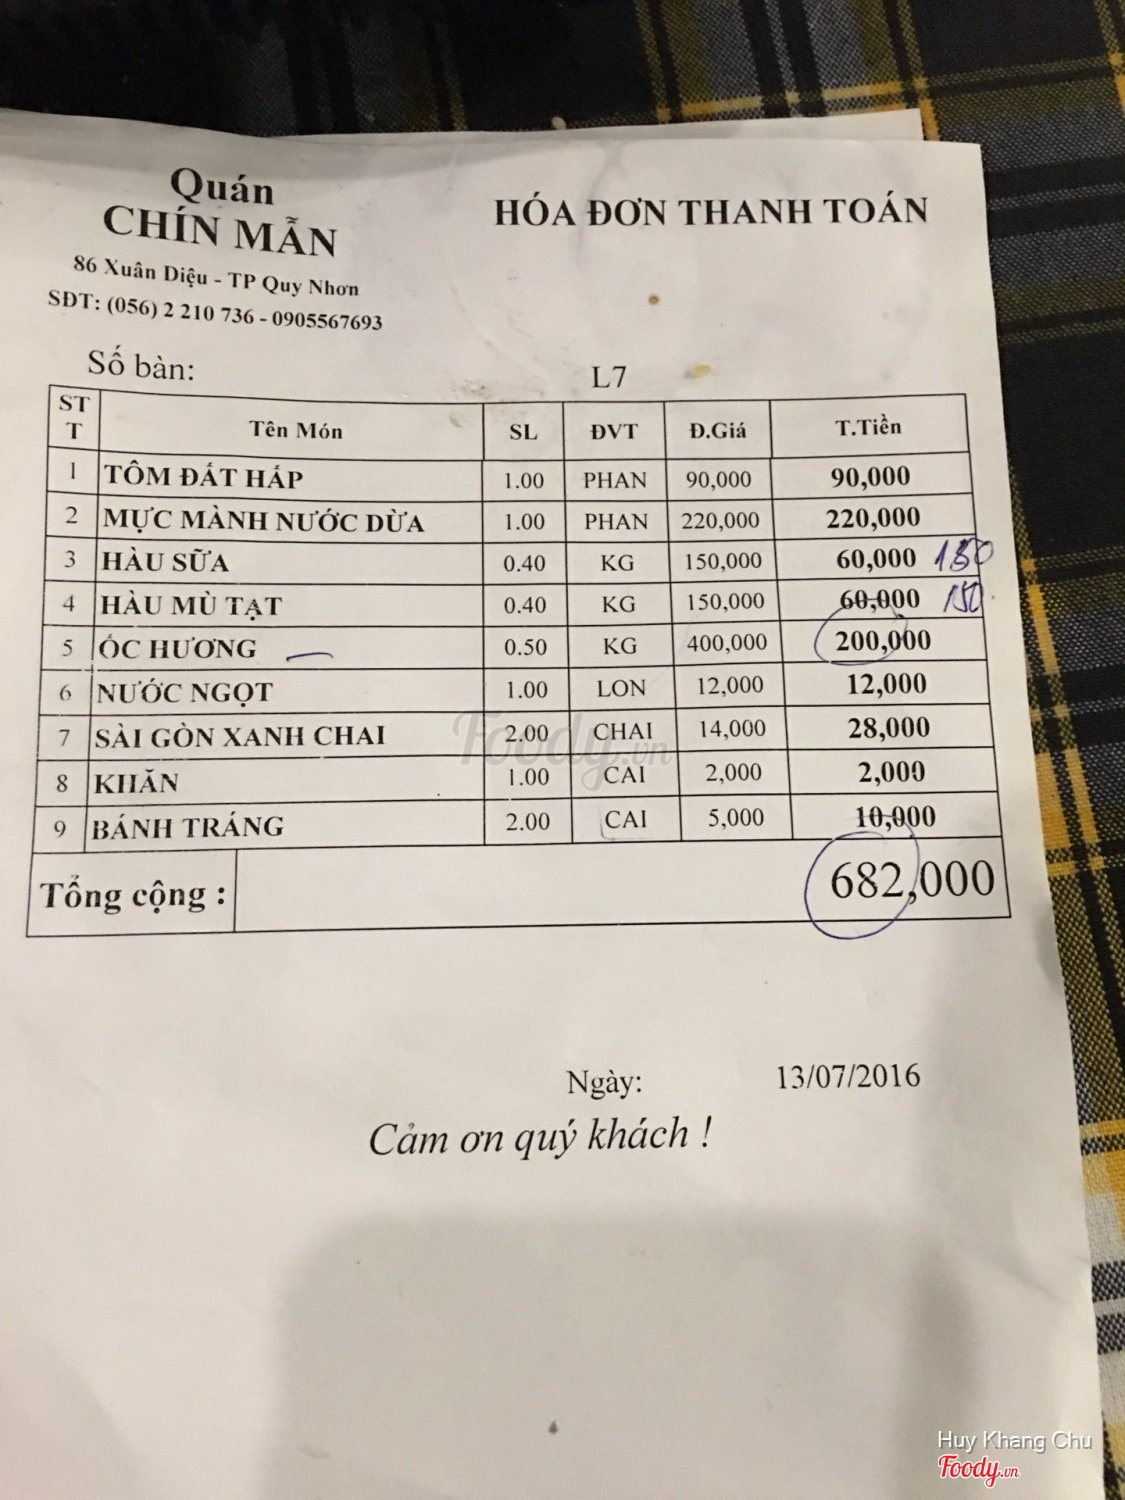 Quán
CHÍN MẪN
86 Xuân Diệu - TP Quy Nhơn
SĐT: (056) 2 210 736 - 0905567693
HÓA ĐƠN THANH TOÁN
Số bàn: L7
STT Tên Món SL ĐVT Đ.Giá T.Tiền
1 TÔM ĐẤT HẤP 1.00 PHAN 90,000 90,000
2 MỰC MÀNH NƯỚC DỪA 1.00 PHAN 220,000 220,000
3 HÀU SỮA 0.40 KG 150,000 60,000 150
4 HÀU MÙ TẠT 0.40 KG 150,000 60,000 150
5 ỐC HƯƠNG 0.50 KG 400,000 200,000
6 NƯỚC NGỌT 1.00 LON 12,000 12,000
7 SÀI GÒN XANH CHAI 2.00 CHAI 14,000 28,000
8 KHĂN 1.00 CAI 2,000 2,000
9 BÁNH TRÁNG 2.00 CAI 5,000 10,000
Tổng cộng : 682,000
Foody.vn
Ngày: 13/07/2016
Cảm ơn quý khách !
Huy Khang Chu
Foody.vn